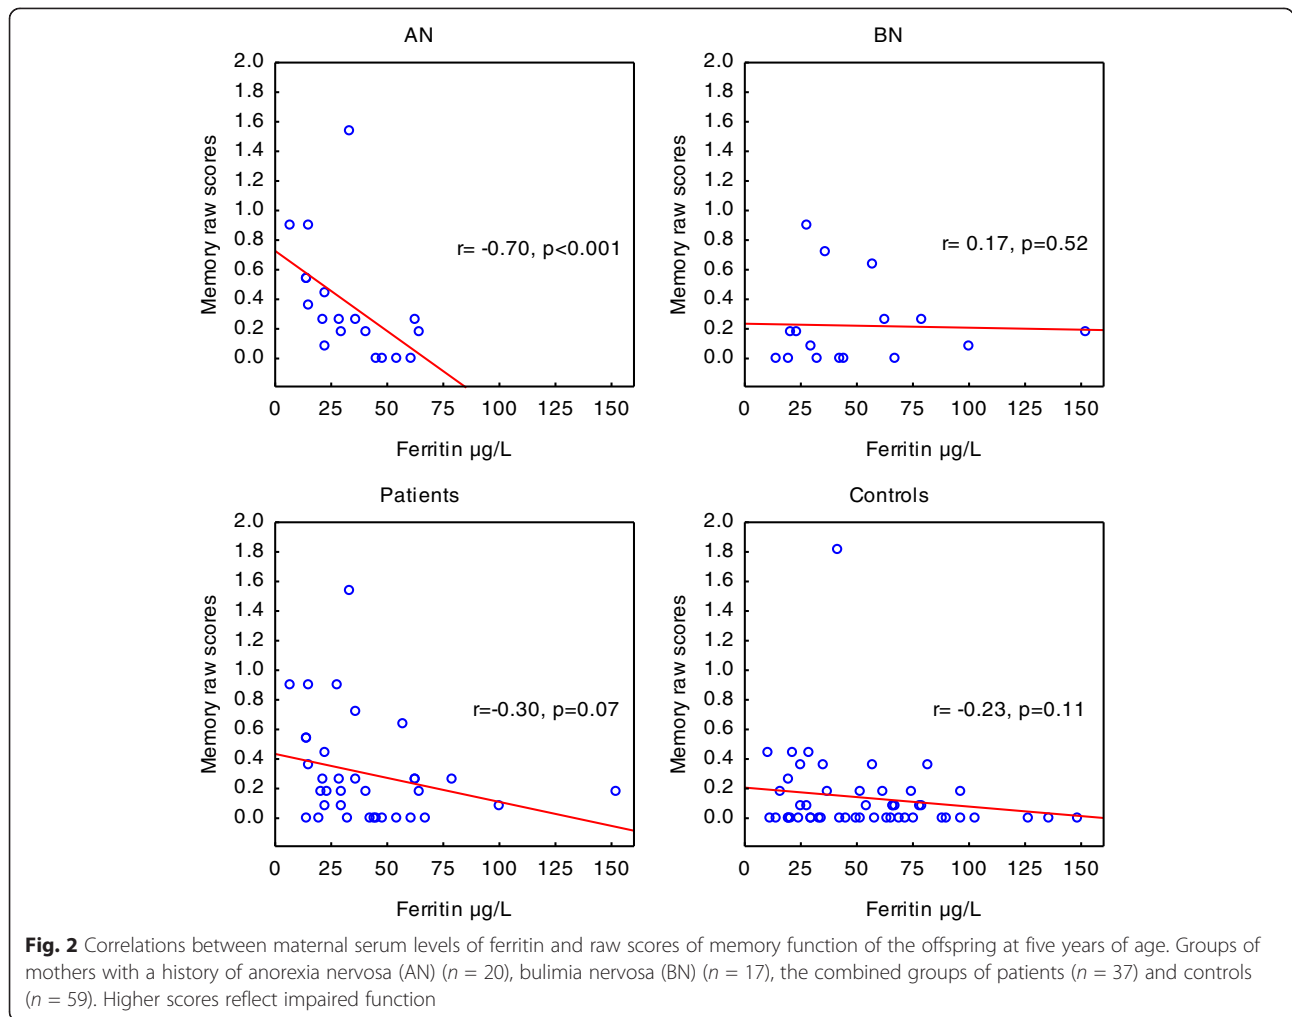 AN
BN
2.0
1.8
1.6
1.4
1.2
1.0
0.8
0.6
0.4
0.2
0.0
Memory raw scores
r= -0.70, p<0.001
0 25 50 75 100 125 150
Ferritin µg/L
2.0
1.8
1.6
1.4
1.2
1.0
0.8
0.6
0.4
0.2
0.0
Memory raw scores
r= 0.17, p=0.52
0 25 50 75 100 125 150
Ferritin µg/L
Patients
Controls
2.0
1.8
1.6
1.4
1.2
1.0
0.8
0.6
0.4
0.2
0.0
Memory raw scores
r=-0.30, p=0.07
0 25 50 75 100 125 150
Ferritin µg/L
2.0
1.8
1.6
1.4
1.2
1.0
0.8
0.6
0.4
0.2
0.0
Memory raw scores
r= -0.23, p=0.11
0 25 50 75 100 125 150
Ferritin µg/L
Fig. 2 Correlations between maternal serum levels of ferritin and raw scores of memory function of the offspring at five years of age. Groups of
mothers with a history of anorexia nervosa (AN) (n = 20), bulimia nervosa (BN) (n = 17), the combined groups of patients (n = 37) and controls
(n = 59). Higher scores reflect impaired function